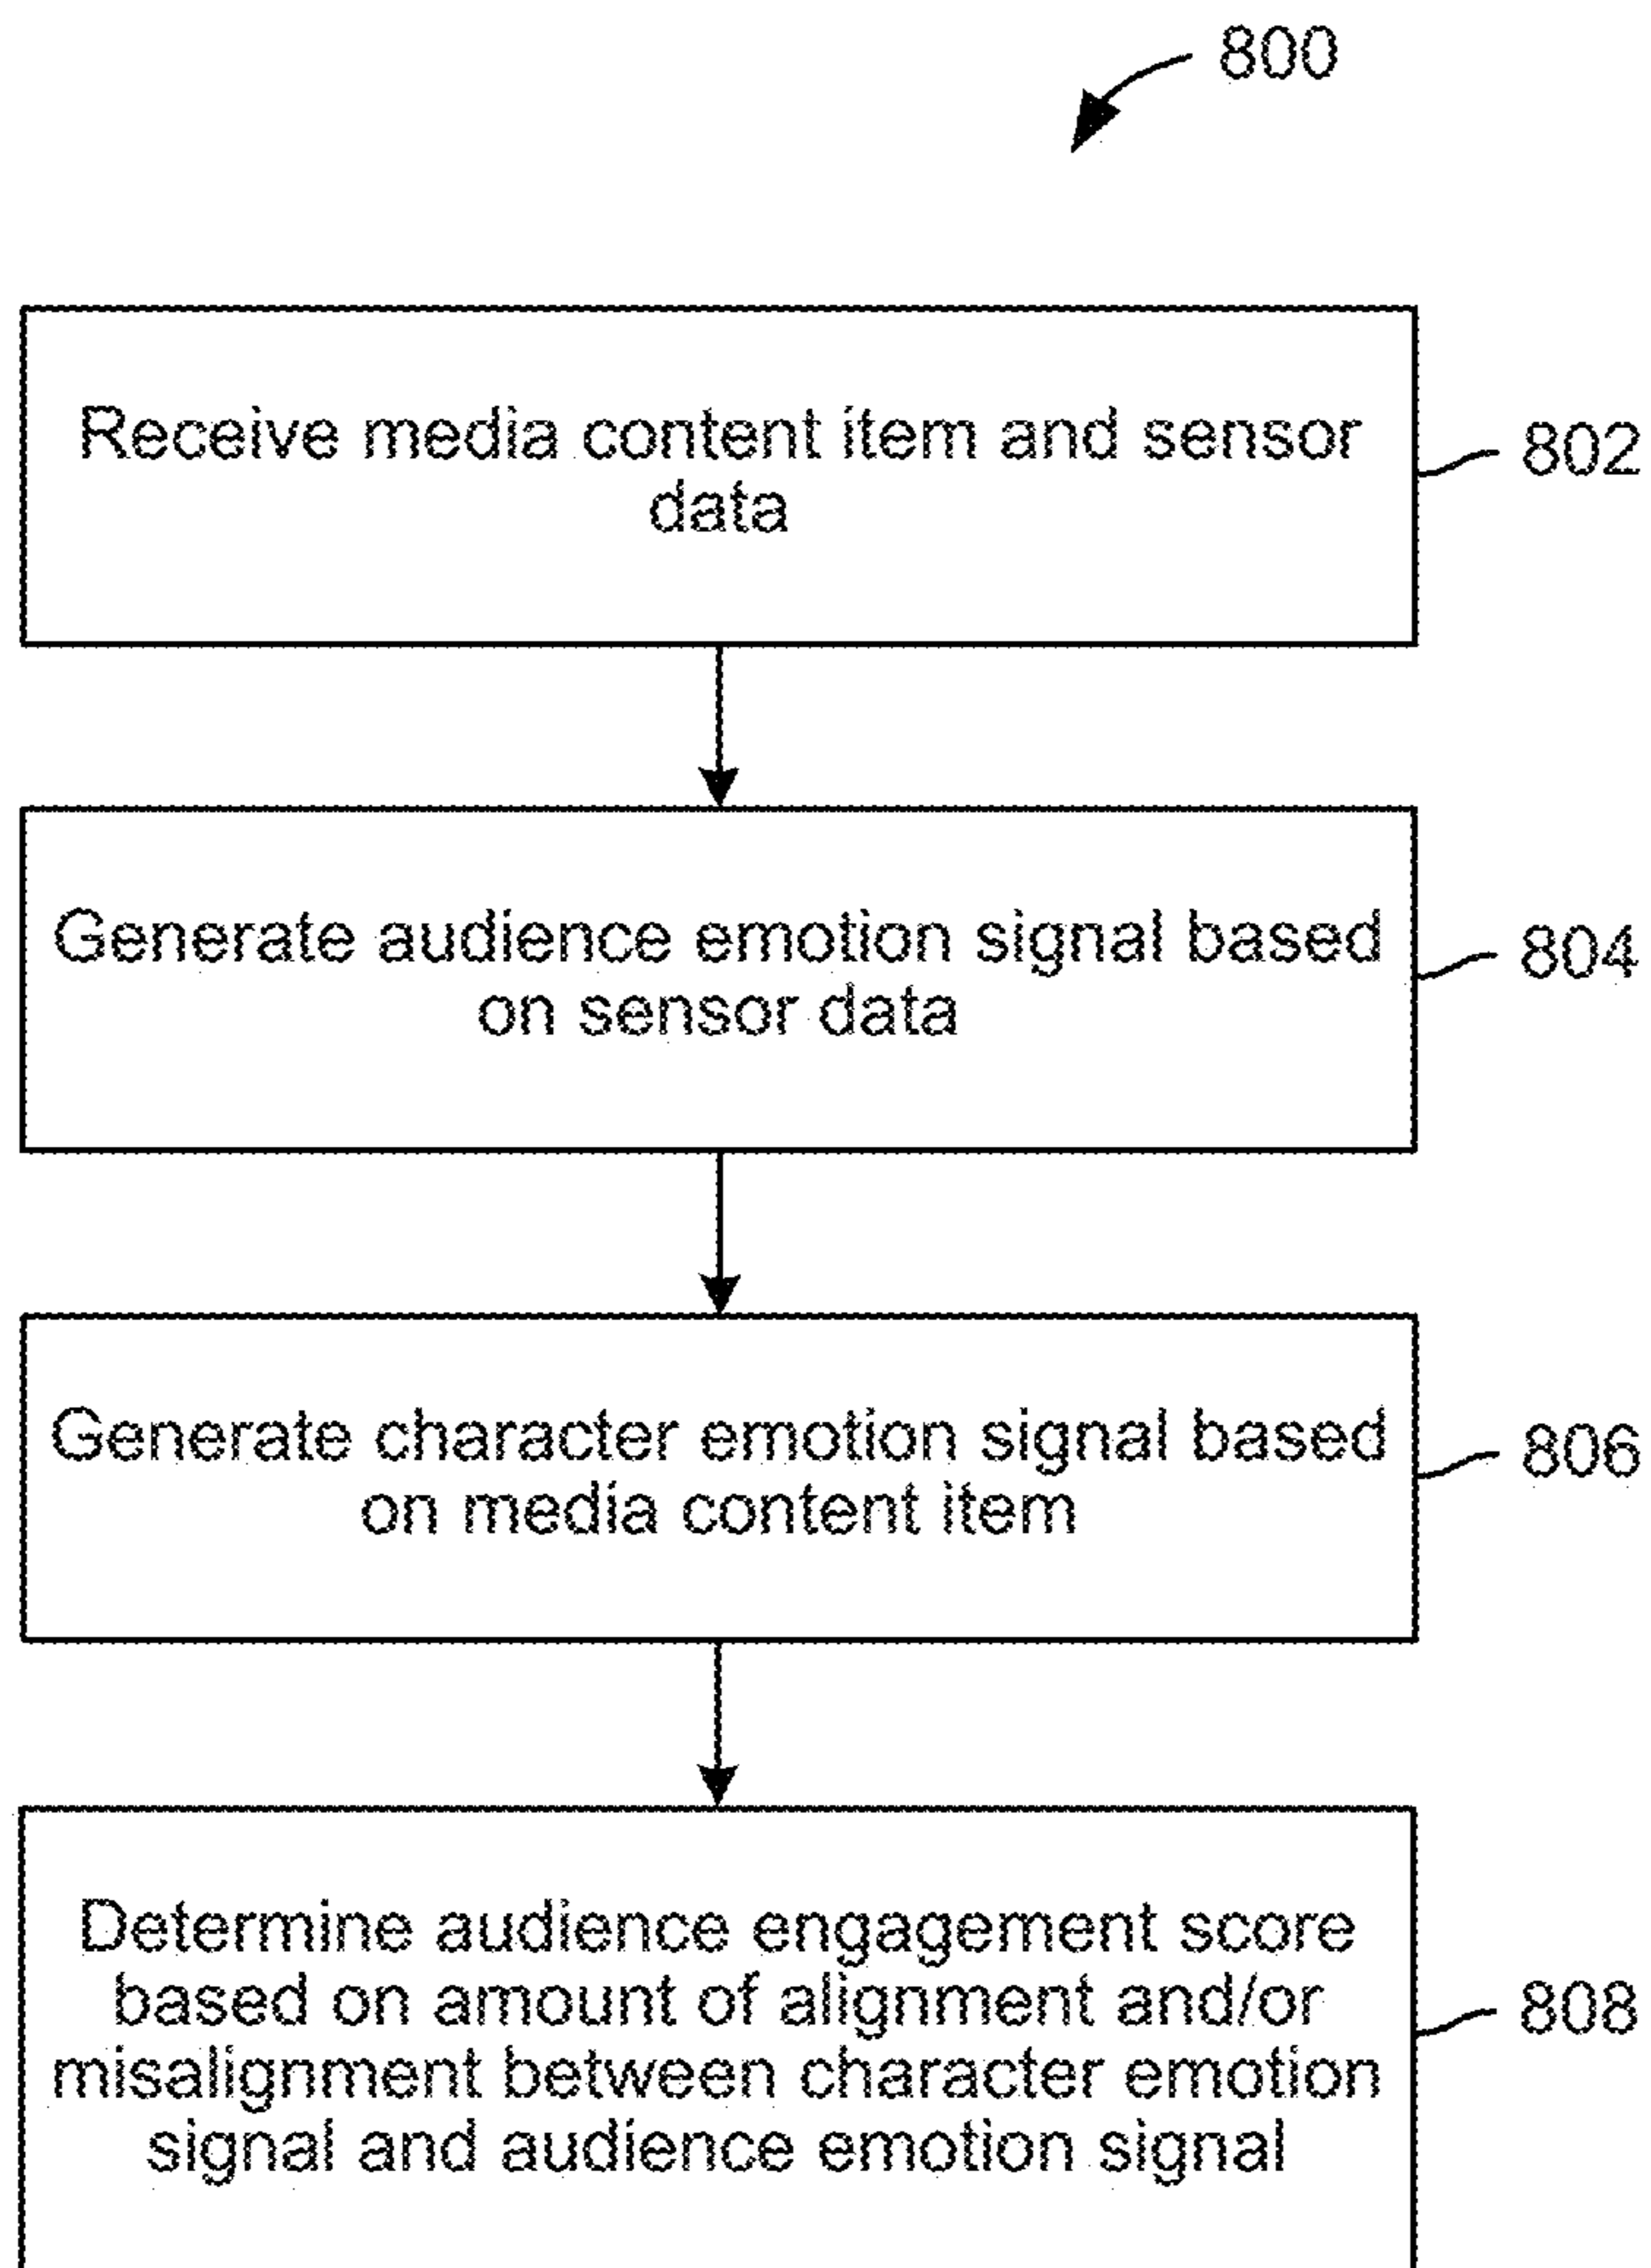 800
Receive media content item and sensor
data
802
Generate audience emotion signal based
on sensor data
804
Generate character emotion signal based
on media content item
806
Determine audience engagement score
based on amount of alignment and/or
misalignment between character emotion
signal and audience emotion signal
808